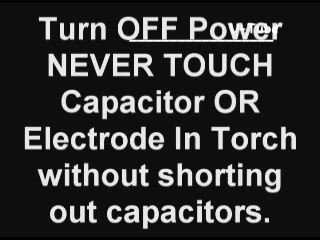 Turn OFF Power
NEVER TOUCH
Capacitor OR
Electrode In Torch
without shorting
out capacitors.